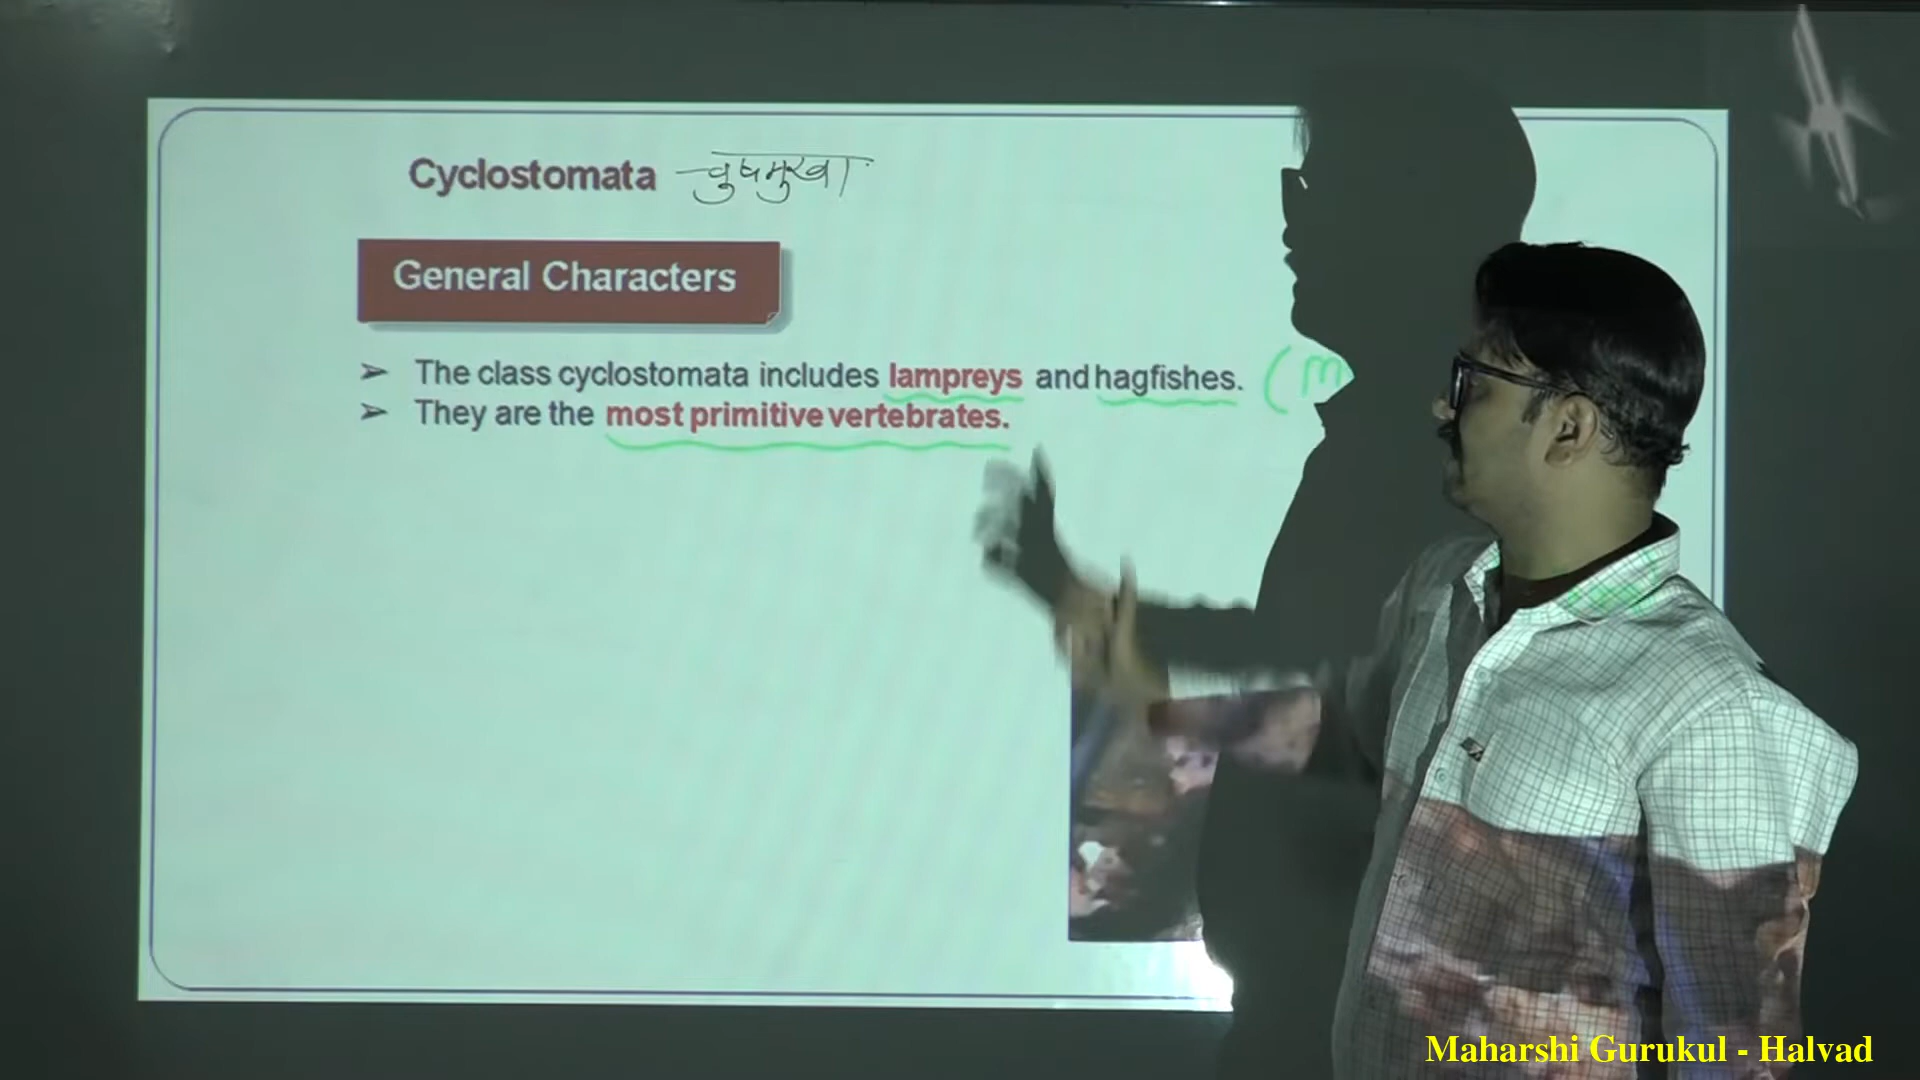 Cyclostomata चुषमुखा
General Characters
➢ The class cyclostomata includes lampreys and hagfishes. (m
➢ They are the most primitive vertebrates.
Maharshi Gurukul - Halvad